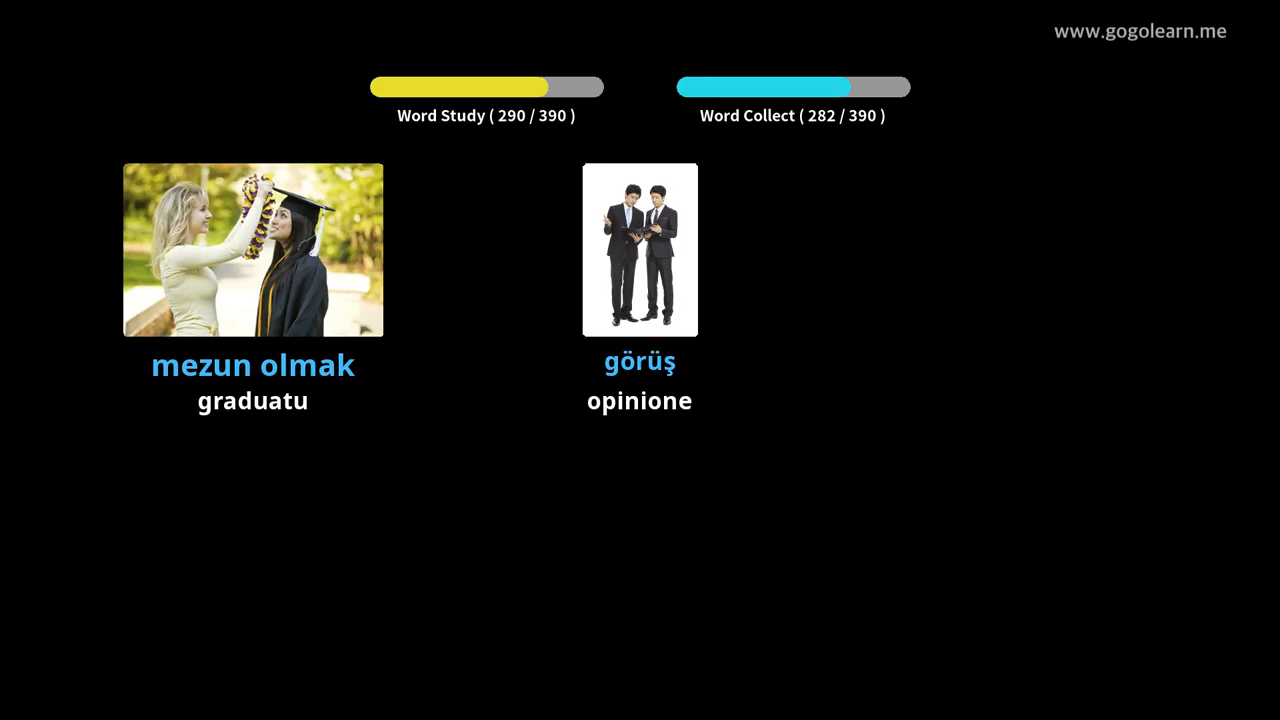 www.gogolearn.me
Word Study ( 290 / 390 )
Word Collect ( 282 / 390 )
mezun olmak
graduatu
görüş
opinione